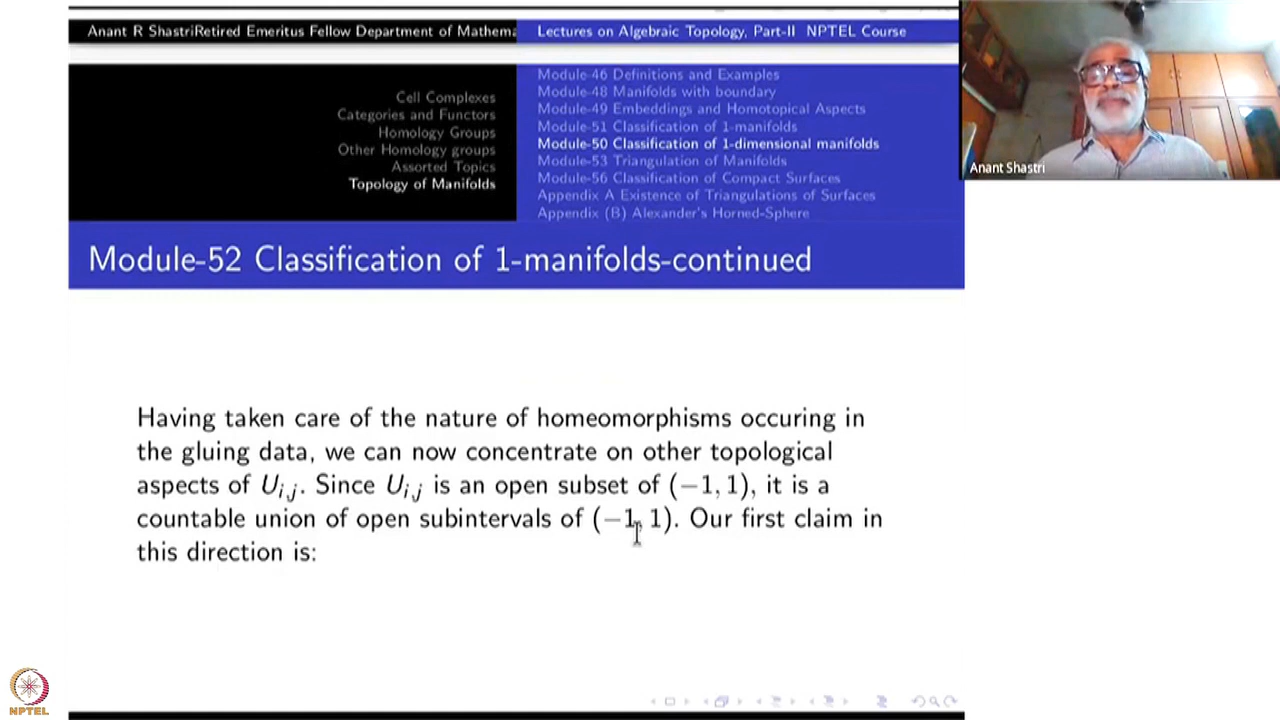 Anant R ShastriRetired Emeritus Fellow Department of Mathema
Lectures on Algebraic Topology, Part-II NPTEL Course
Cell Complexes
Categories and Functors
Homology Groups
Other Homology groups
Assorted Topics
Topology of Manifolds
Module-46 Definitions and Examples
Module-48 Manifolds with boundary
Module-49 Embeddings and Homotopical Aspects
Module-51 Classification of 1-manifolds
Module-50 Classification of 1-dimensional manifolds
Module-53 Triangulation of Manifolds
Module-56 Classification of Compact Surfaces
Appendix A Existence of Triangulations of Surfaces
Appendix (B) Alexander's Horned-Sphere
Anant Shastri
Module-52 Classification of 1-manifolds-continued
Having taken care of the nature of homeomorphisms occuring in
the gluing data, we can now concentrate on other topological
aspects of U_{i,j}. Since U_{i,j} is an open subset of (−1, 1), it is a
countable union of open subintervals of (−1, 1). Our first claim in
this direction is:
NPTEL